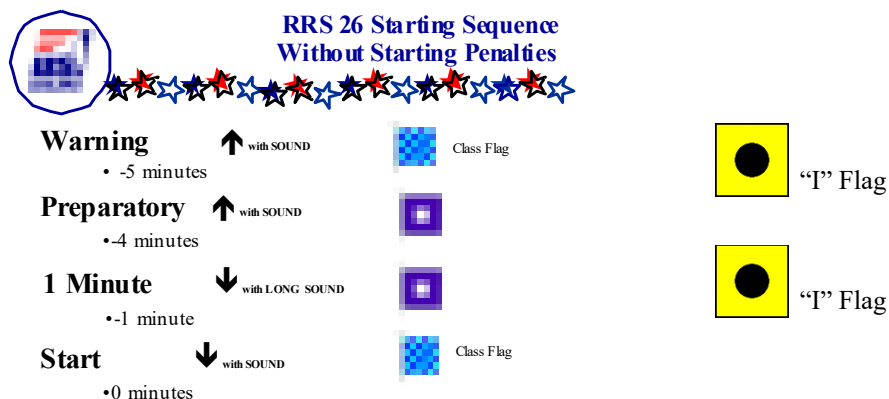 RRS 26 Starting Sequence
Without Starting Penalties
Warning ↑ with SOUND Class Flag
• -5 minutes
“I” Flag
Preparatory ↑ with SOUND
•-4 minutes
1 Minute ↓ with LONG SOUND
“I” Flag
•-1 minute
Start ↓ with SOUND Class Flag
•0 minutes